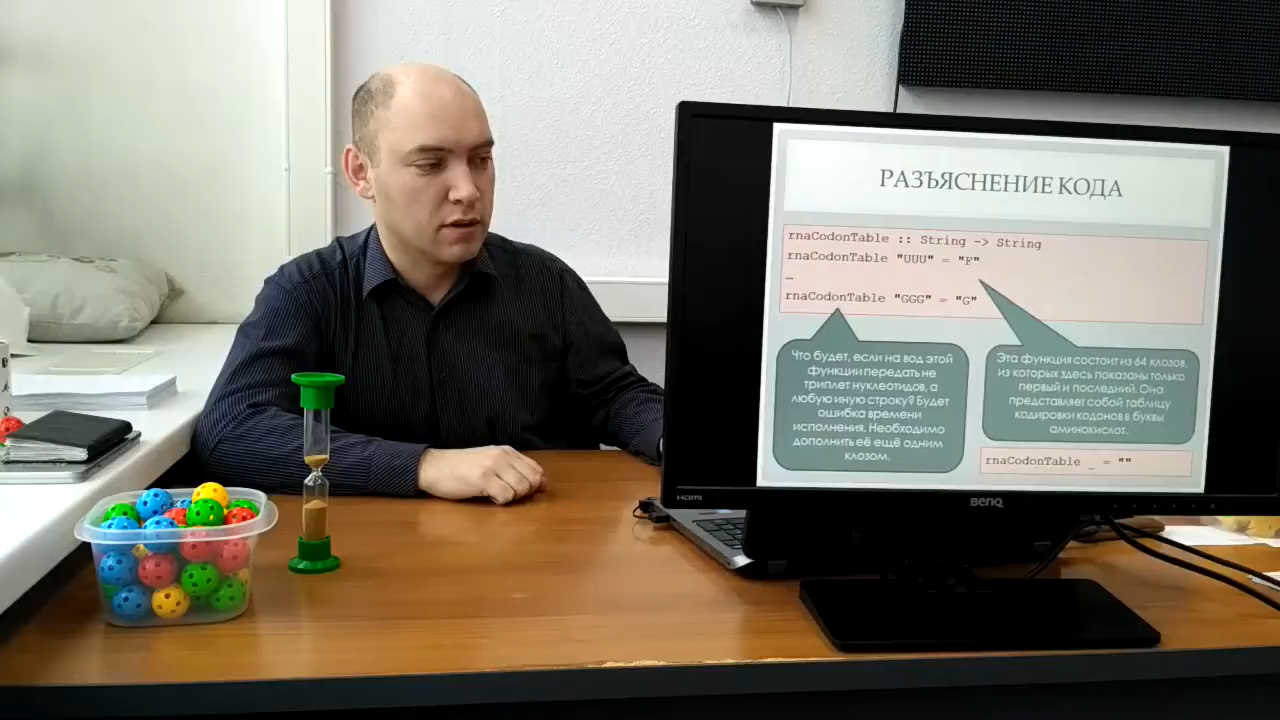 РАЗЪЯСНЕНИЕ КОДА
rnaCodonTable :: String -> String
rnaCodonTable "UUU" = "F"
…
rnaCodonTable "GGG" = "G"
Что будет, если на вод этой
функции передать не
триплет нуклеотидов, а
любую иную строку? Будет
ошибка времени
исполнения. Необходимо
дополнить её ещё одним
клозом.
Эта функция состоит из 64 клозов,
из которых здесь показаны только
первый и последний. Она
представляет собой таблицу
кодировки кодонов в буквы
аминокислот.
rnaCodonTable _ = ""
HDMI
BenQ